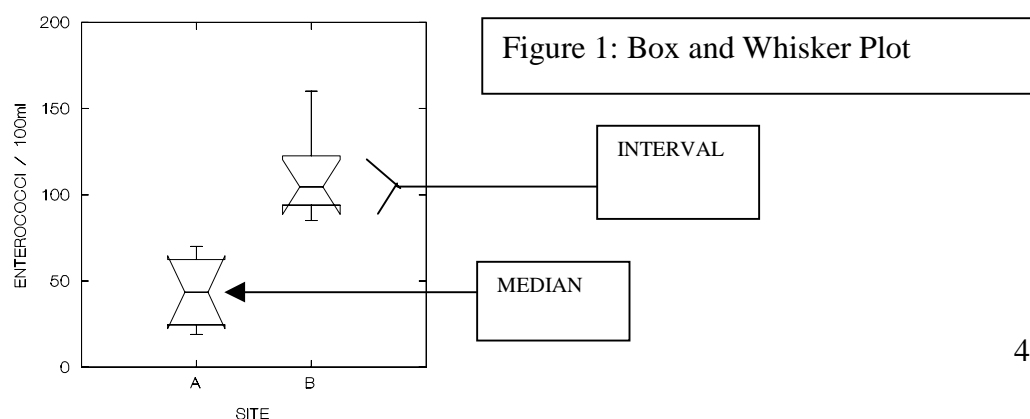 Figure 1: Box and Whisker Plot
200
150
100
50
0
ENTEROCOCCI / 100ml
A
B
SITE
INTERVAL
MEDIAN
4